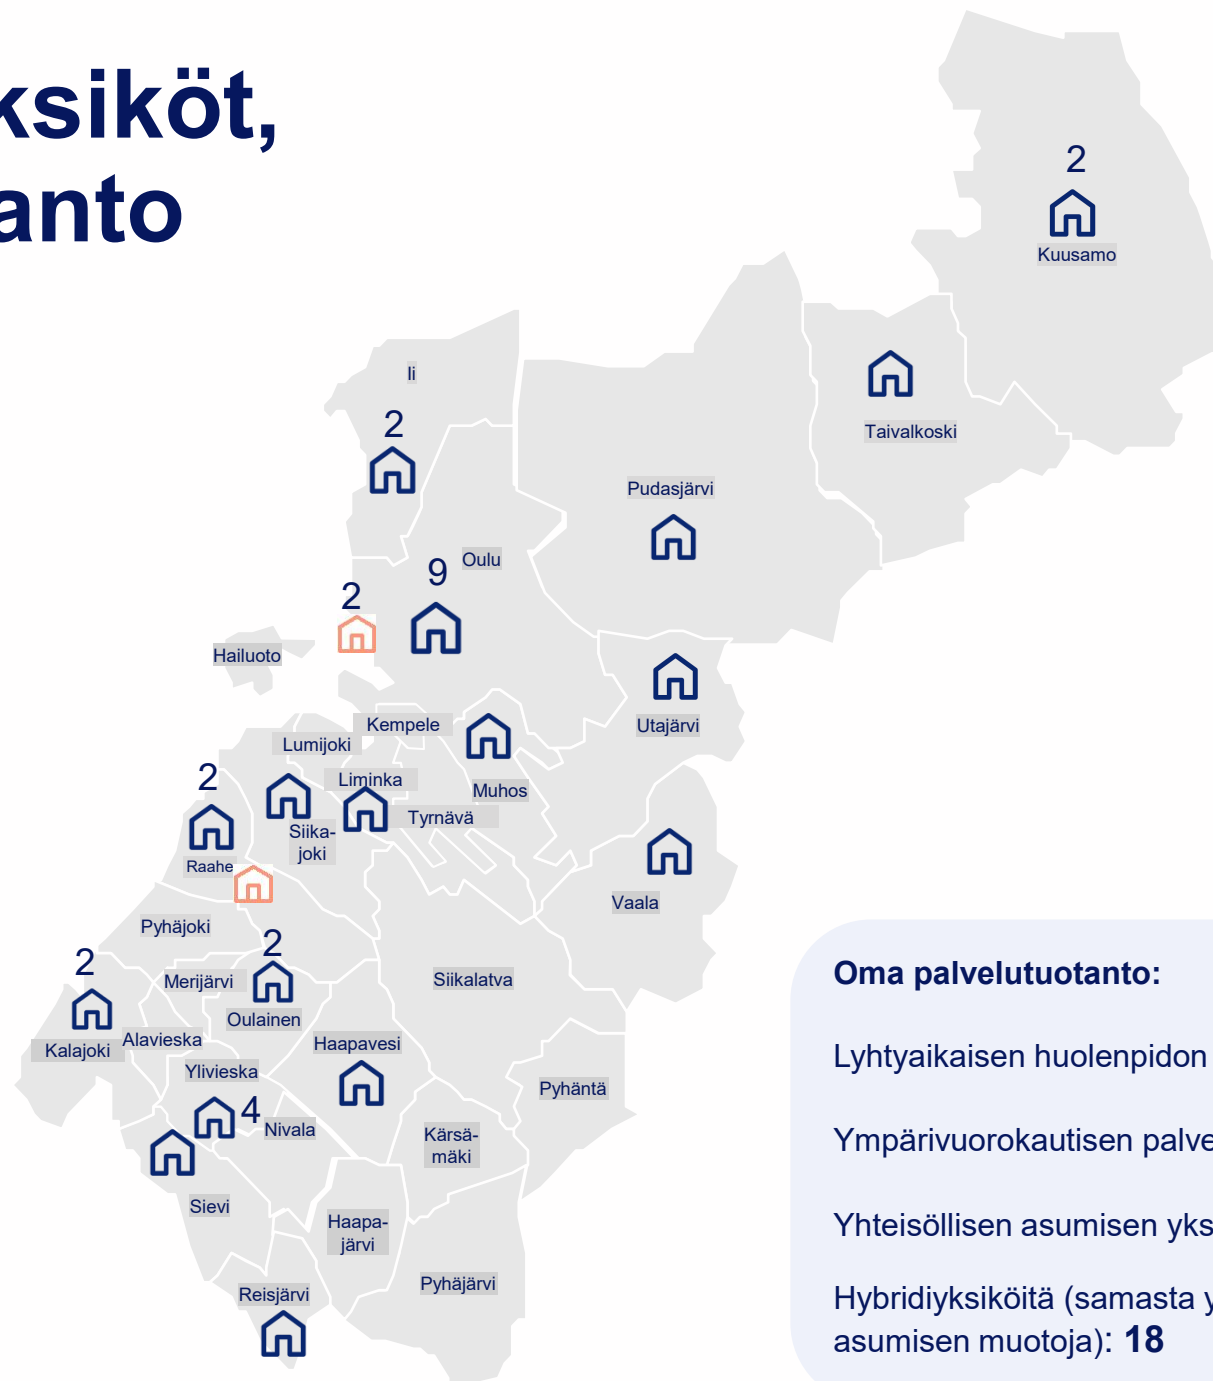 ksiköt,
anto
2
Kuusamo
Ii
2
Taivalkoski
Pudasjärvi
Oulu
9
2
Hailuoto
Utajärvi
Kempele
Lumijoki
Liminka
Muhos
2
Tyrnävä
Siika-
joki
Raahe
Vaala
Pyhäjoki
2
2
Merijärvi
Siikalatva
Oulainen
Alavieska
Kalajoki
Haapavesi
Ylivieska
Pyhäntä
4
Nivala
Kärsä-
mäki
Sievi
Haapa-
järvi
Pyhäjärvi
Reisjärvi
Oma palvelutuotanto:
Lyhtyaikaisen huolenpidon
Ympärivuorokautisen palve
Yhteisöllisen asumisen yks
Hybridiyksiköitä (samasta y
asumisen muotoja): 18